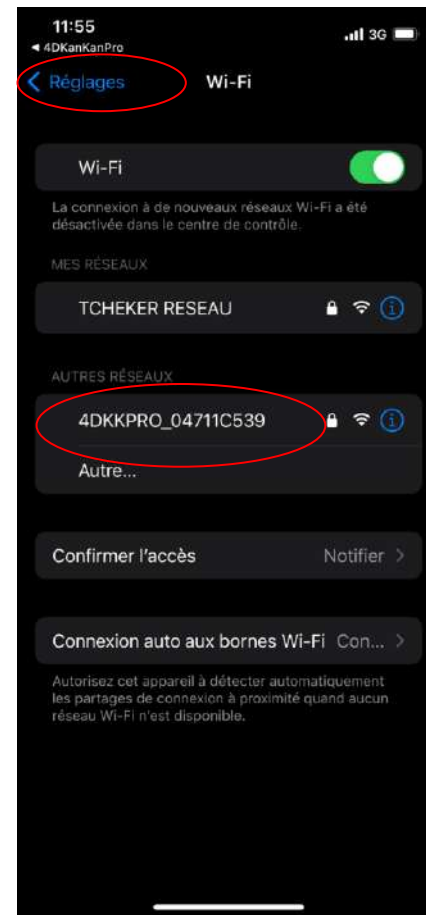 11:55
3G
◄ 4DKanKanPro
Réglages
Wi-Fi
Wi-Fi
La connexion à de nouveaux réseaux Wi-Fi a été
désactivée dans le centre de contrôle.
MES RÉSEAUX
TCHEKER RESEAU
AUTRES RÉSEAUX
4DKKPRO_04711C539
Autre...
Confirmer l'accès Notifier
Connexion auto aux bornes Wi-Fi Con...
Autorisez cet appareil à détecter automatiquement
les partages de connexion à proximité quand aucun
réseau Wi-Fi n'est disponible.